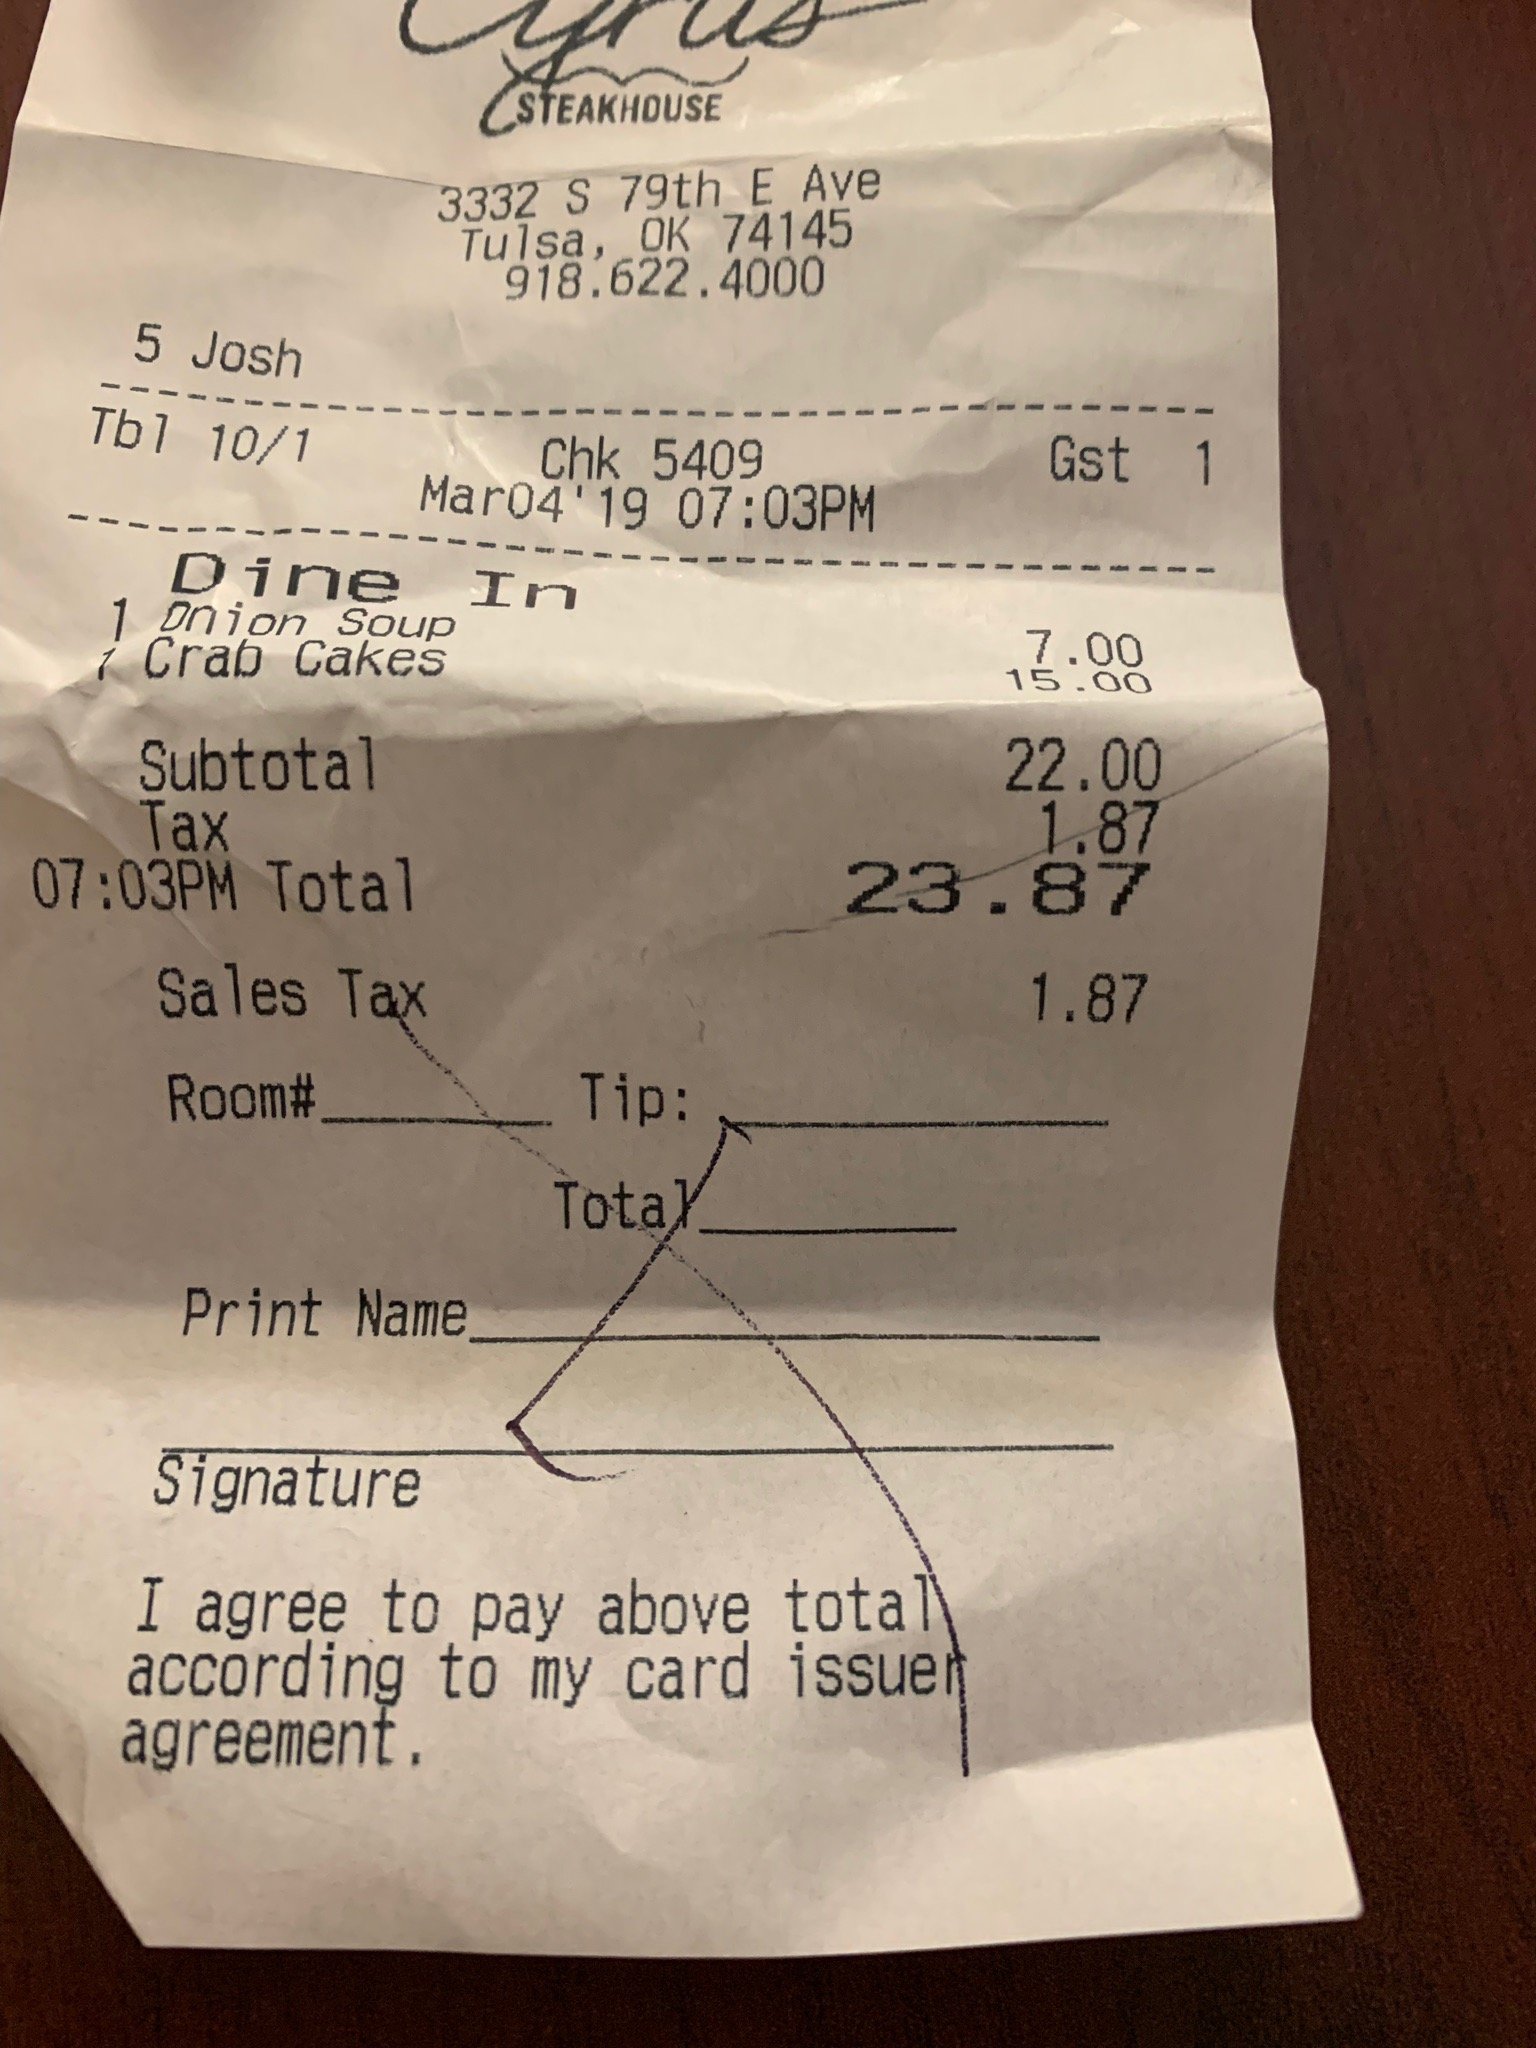 Cyrus
STEAKHOUSE
3332 S 79th E Ave
Tulsa, OK 74145
918.622.4000
5 Josh
Tbl 10/1 Chk 5409 Gst 1
Mar04'19 07:03PM
Dine In
1 Onion Soup 7.00
1 Crab Cakes 15.00
Subtotal 22.00
Tax 1.87
07:03PM Total 23.87
Sales Tax 1.87
Room# Tip:
Total
Print Name
Signature
I agree to pay above total
according to my card issuer
agreement.